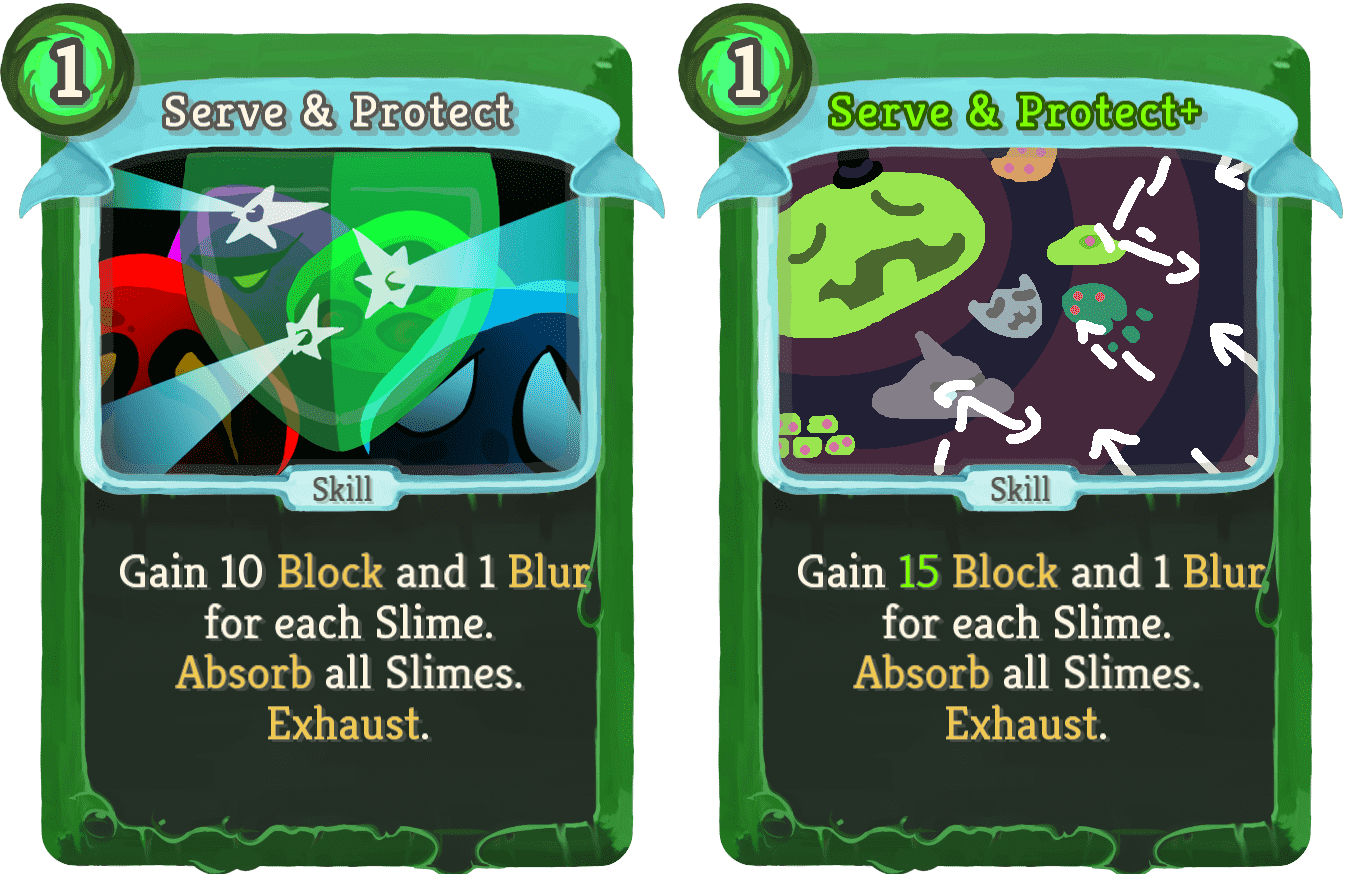 1
Serve & Protect
Skill
Gain 10 Block and 1 Blur
for each Slime.
Absorb all Slimes.
Exhaust.
1
Serve & Protect+
Skill
Gain 15 Block and 1 Blur
for each Slime.
Absorb all Slimes.
Exhaust.